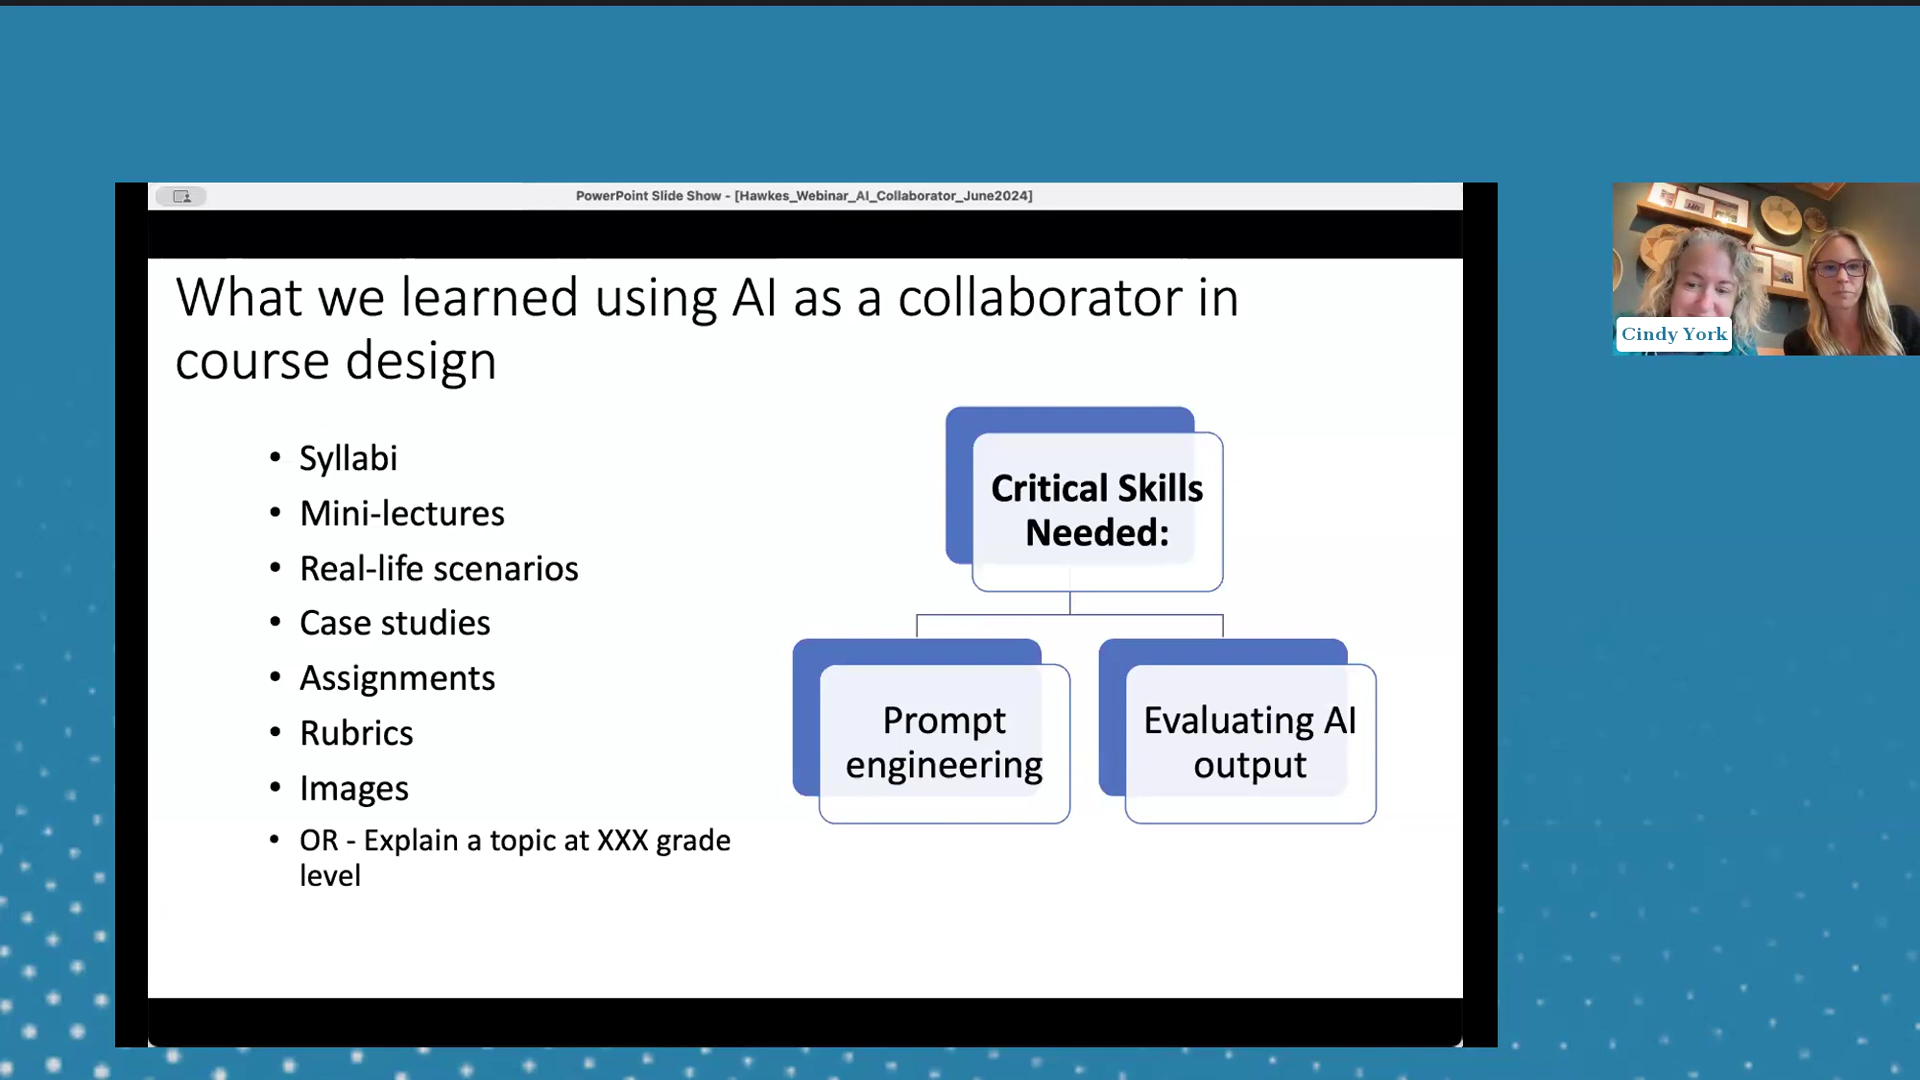 PowerPoint Slide Show - [Hawkes_Webinar_AI_Collaborator_June2024]
What we learned using AI as a collaborator in
course design
• Syllabi
• Mini-lectures
• Real-life scenarios
• Case studies
• Assignments
• Rubrics
• Images
• OR - Explain a topic at XXX grade
level
Critical Skills
Needed:
Prompt
engineering
Evaluating AI
output
Cindy York